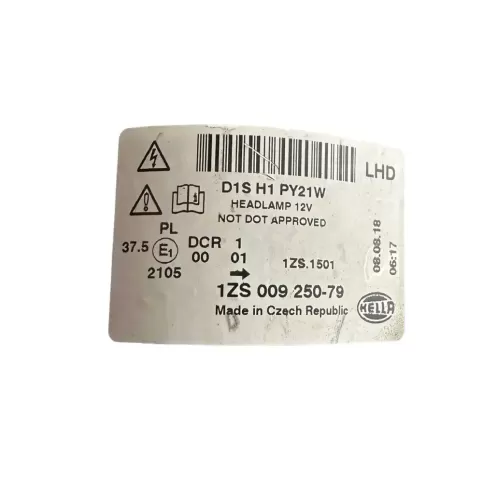 LHD
D1S H1 PY21W
HEADLAMP 12V
NOT DOT APPROVED
PL
37.5 E1 DCR 1
00 01
2105
1ZS.1501
08.08.18
06:17
1ZS 009 250-79
Made in Czech Republic
HELLA